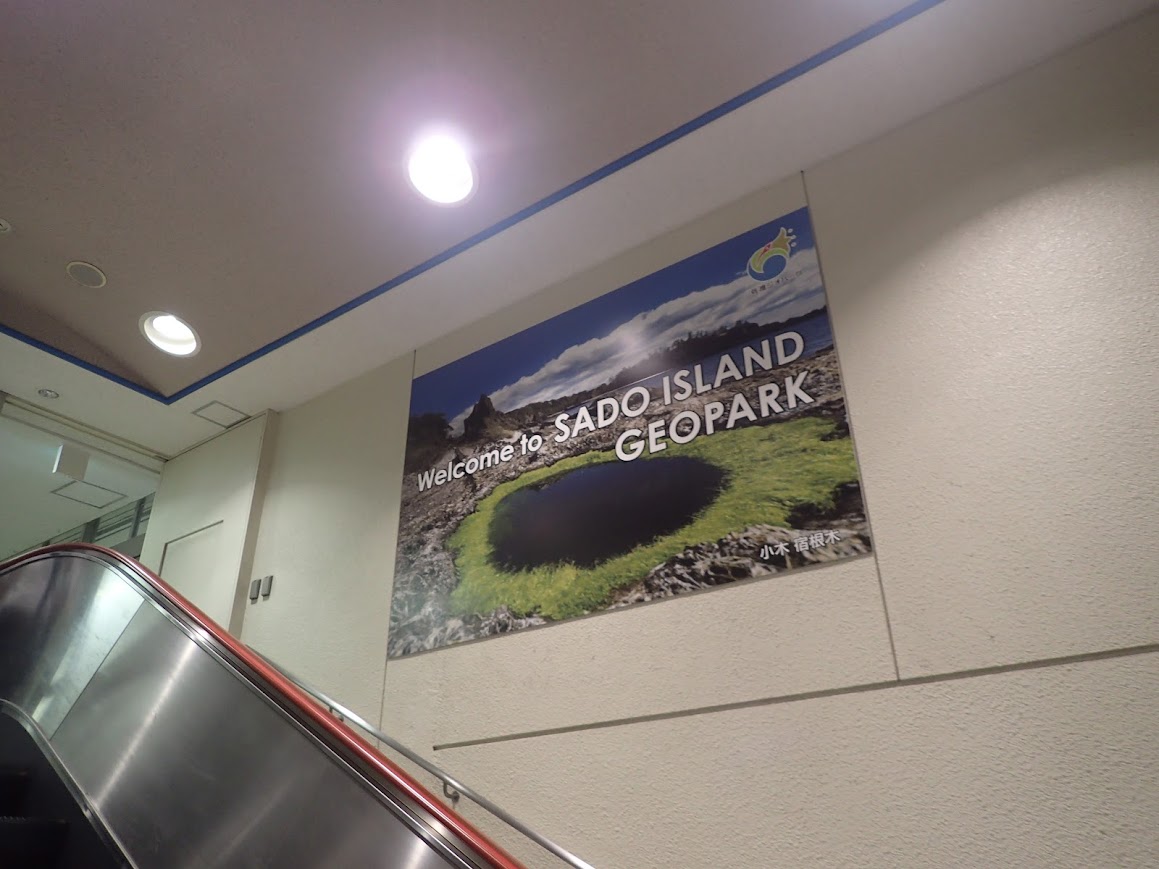 Welcome to SADO ISLAND
GEOPARK
小木 宿根木